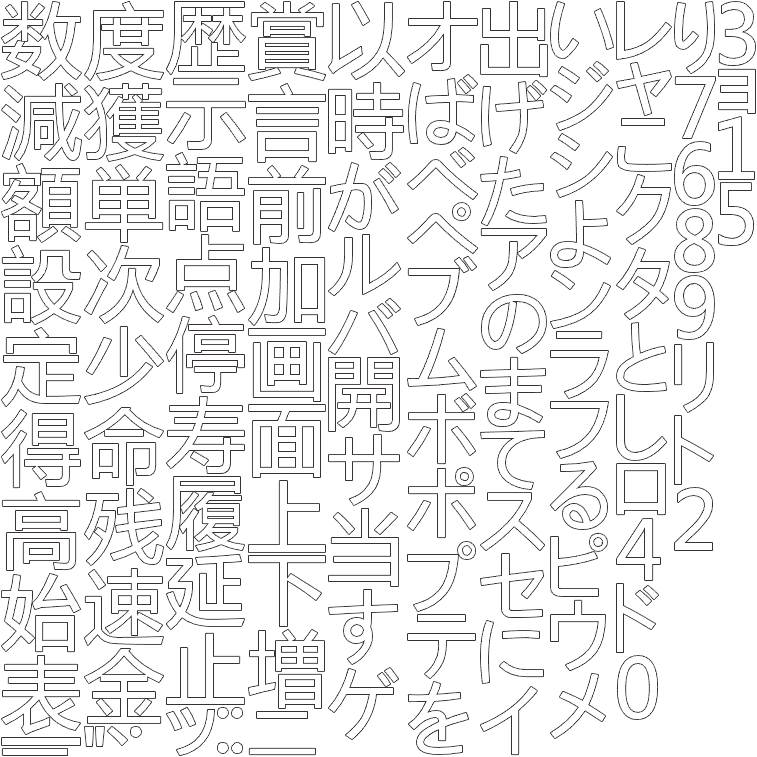 数減額設定得高始表
度獲単次少命残速金
歴示語点停寿履延止ヅ
賞言前加画面上下増
以時がルバ開サ当すゲ
オばべペブムボポプテを
出げたアのまてスセにイ
いジシよンラフるピウメ
レャーこクタとレロ4ド0
り7689リト2
3ョ15